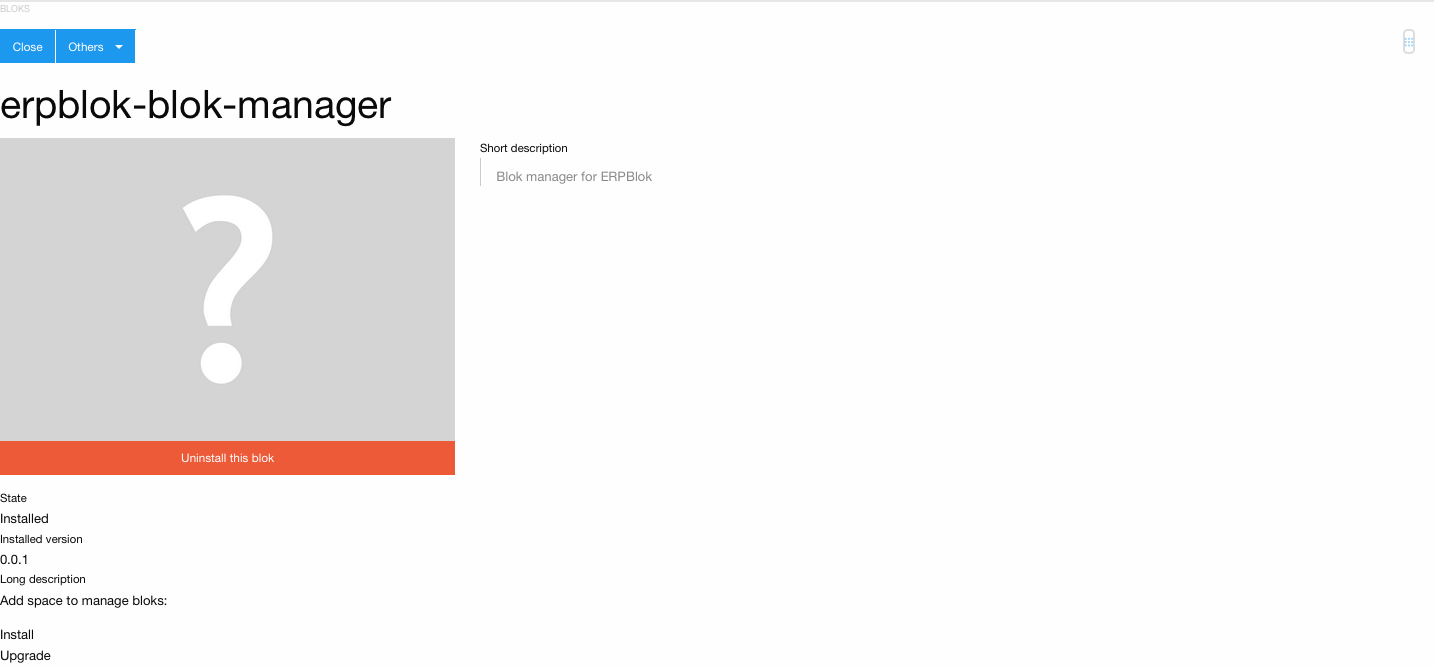 BLOKS
Close Others
erpblok-blok-manager
?
Short description
Blok manager for ERPBlok
Uninstall this blok
State
Installed
Installed version
0.0.1
Long description
Add space to manage bloks:
Install
Upgrade